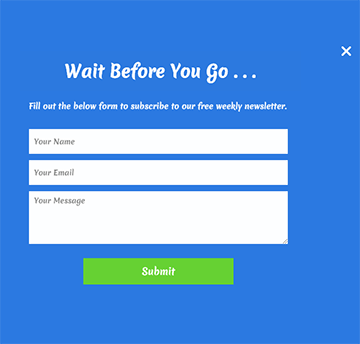 Wait Before You Go . . .
Fill out the below form to subscribe to our free weekly newsletter.
Your Name
Your Email
Your Message
Submit